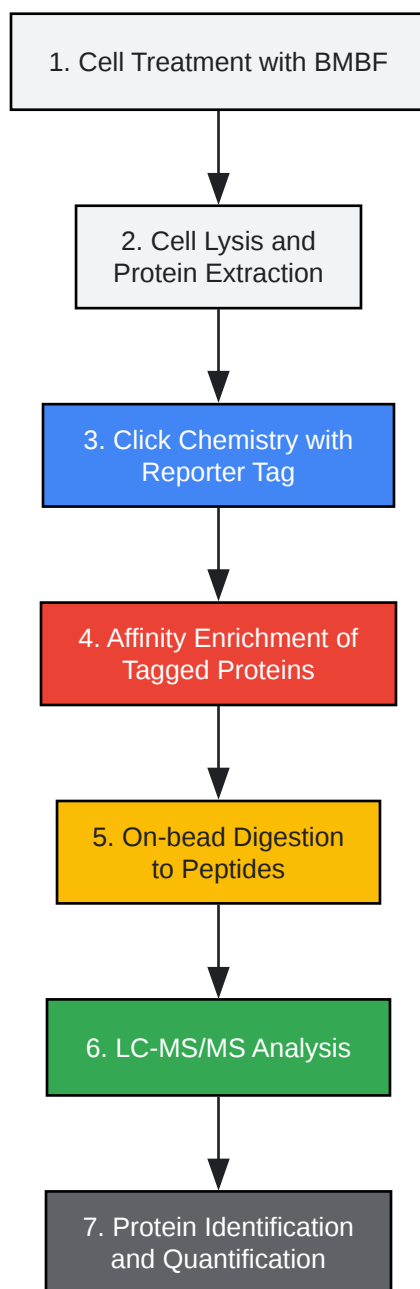 1. Cell Treatment with BMBF
2. Cell Lysis and
Protein Extraction
3. Click Chemistry with
Reporter Tag
4. Affinity Enrichment of
Tagged Proteins
5. On-bead Digestion
to Peptides
6. LC-MS/MS Analysis
7. Protein Identification
and Quantification